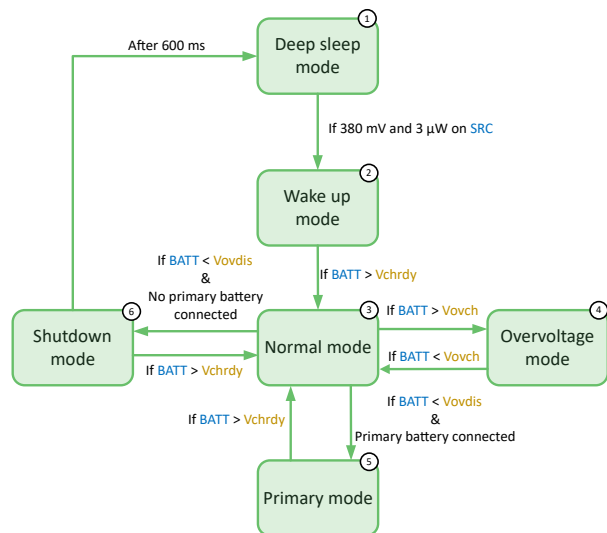 1
Deep sleep
mode
After 600 ms
If 380 mV and 3 µW on SRC
2
Wake up
mode
If BATT < Vovdis
&
No primary battery
connected
If BATT > Vchrdy
6
Shutdown
mode
If BATT > Vchrdy
3
Normal mode
If BATT > Vovch
If BATT < Vovch
4
Overvoltage
mode
If BATT > Vchrdy
If BATT < Vovdis
&
Primary battery connected
5
Primary mode